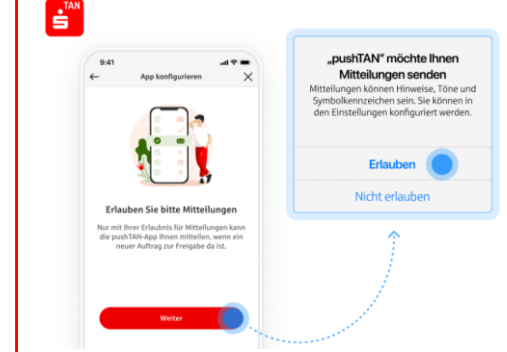 TAN
S
9:41
App konfigurieren
Erlauben Sie bitte Mitteilungen
Nur mit Ihrer Erlaubnis für Mitteilungen kann
die pushTAN-App Ihnen mitteilen, wenn ein
neuer Auftrag zur Freigabe da ist.
Weiter
„pushTAN" möchte Ihnen
Mitteilungen senden
Mitteilungen können Hinweise, Töne und
Symbolkennzeichen sein. Sie können in
den Einstellungen konfiguriert werden.
Erlauben
Nicht erlauben